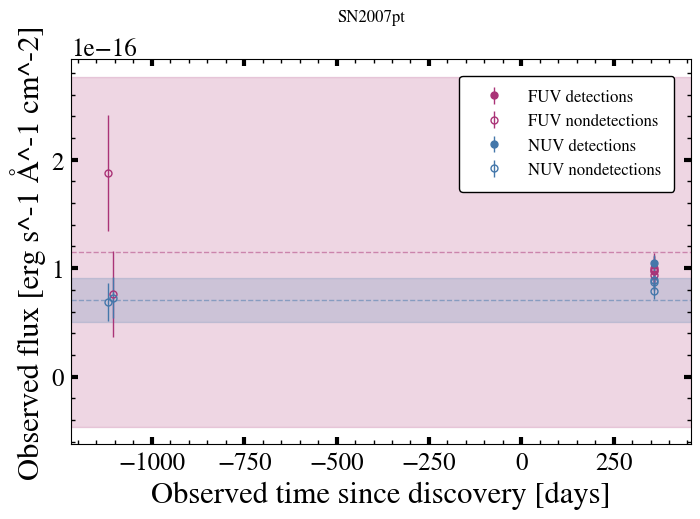 SN2007pt
1e−16
Observed flux [erg s^-1 Å^-1 cm^-2]
2
1
0
FUV detections
FUV nondetections
NUV detections
NUV nondetections
−1000 −750 −500 −250 0 250
Observed time since discovery [days]